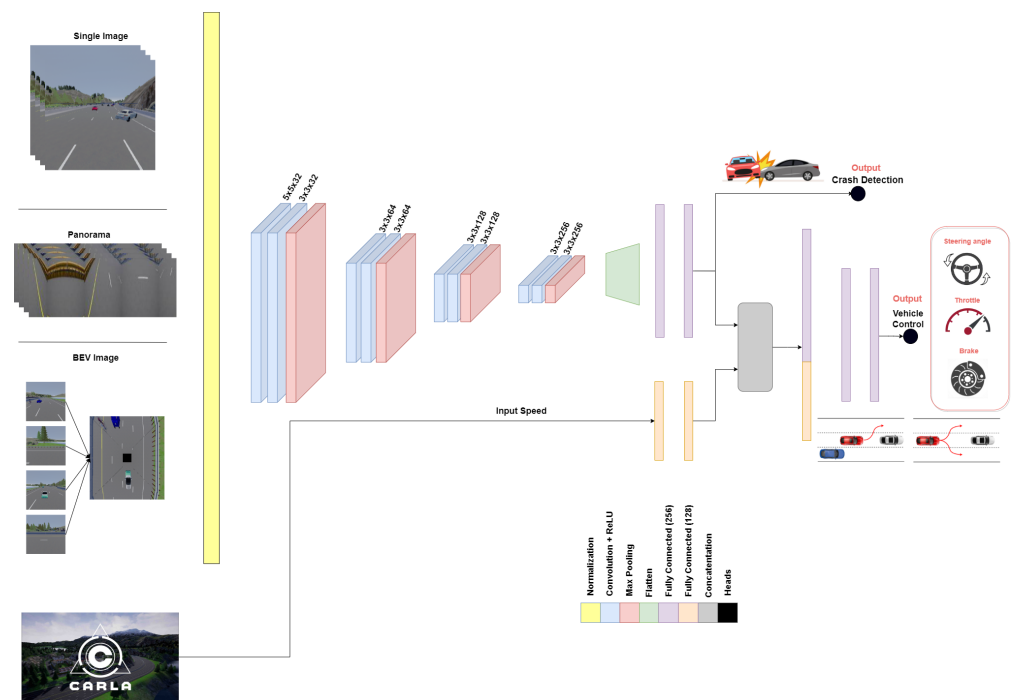 Single Image
Panorama
BEV Image
CARLA
Input Speed
5x5x32
3x3x32
3x3x64
3x3x64
3x3x128
3x3x128
3x3x256
3x3x256
Output
Crash Detection
Output
Vehicle
Control
Steering angle
Throttle
Brake
Normalization
Convolution + ReLU
Max Pooling
Flatten
Fully Connected (256)
Fully Connected (128)
Concatentation
Heads